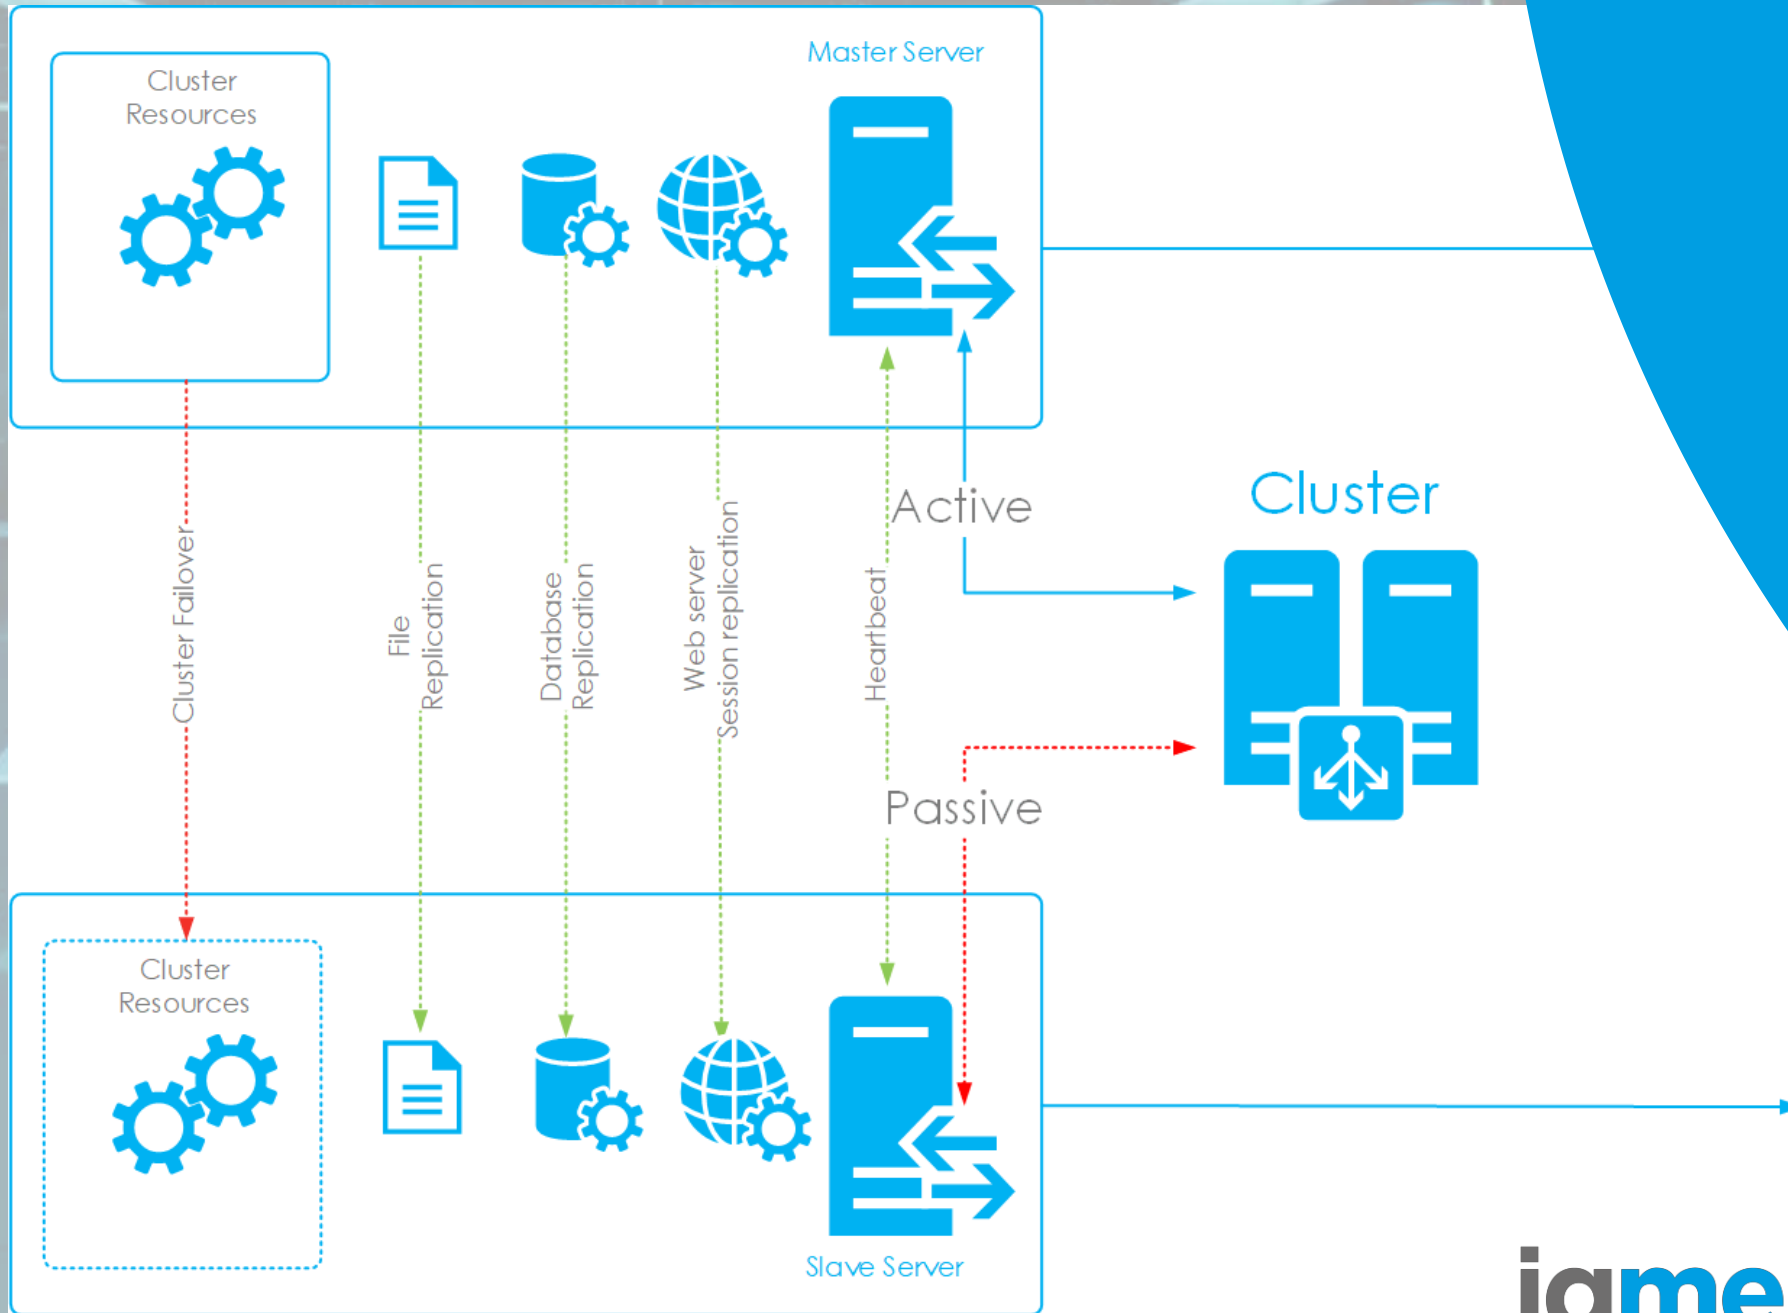 Master Server
Cluster
Resources
Active
Cluster
Cluster Failover
File
Replication
Database
Replication
Web server
Session replication
Heartbeat
Passive
Cluster
Resources
Slave Server